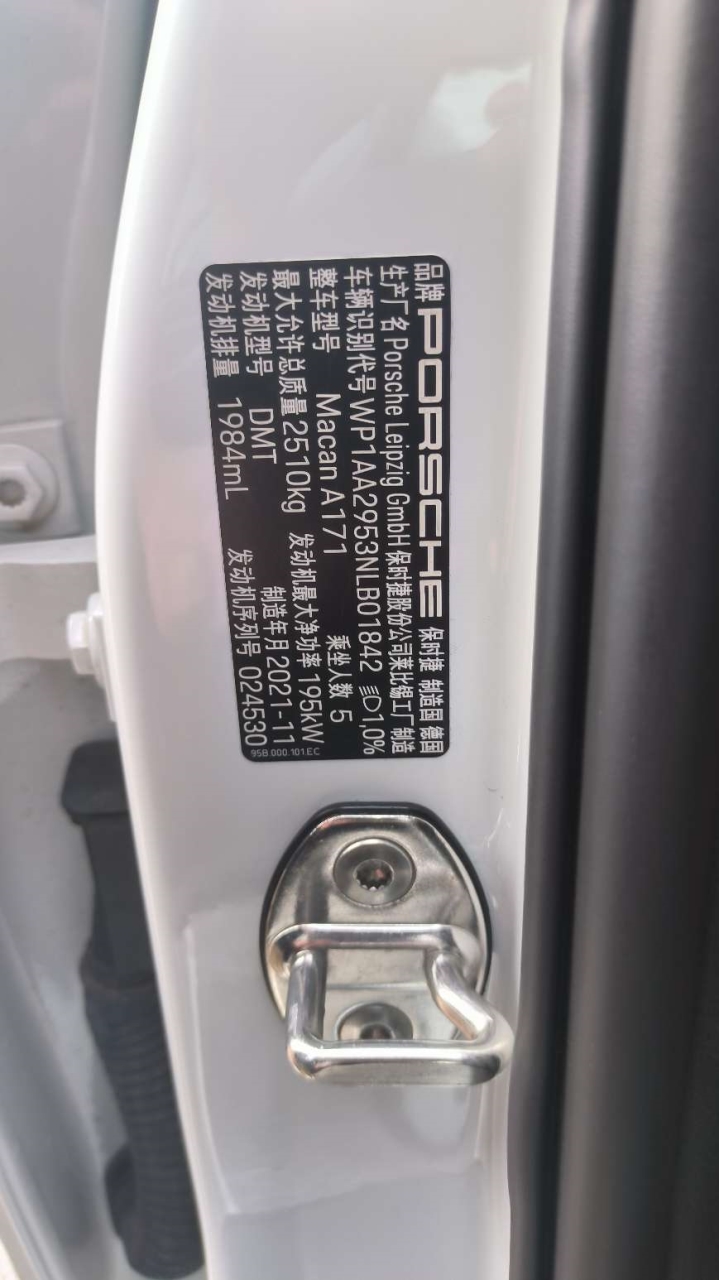 品牌 PORSCHE 保时捷 制造国 德国
生产厂名 Porsche Leipzig GmbH 保时捷股份公司莱比锡工厂制造
车辆识别代号 WP1AA2953NLB01842 1.0%
整车型号 Macan A171 乘坐人数 5
最大允许总质量 2510kg 发动机最大净功率 195kW
发动机型号 DMT 制造年月 2021-11
发动机排量 1984mL 发动机序列号 024530
95B.000.101.EC